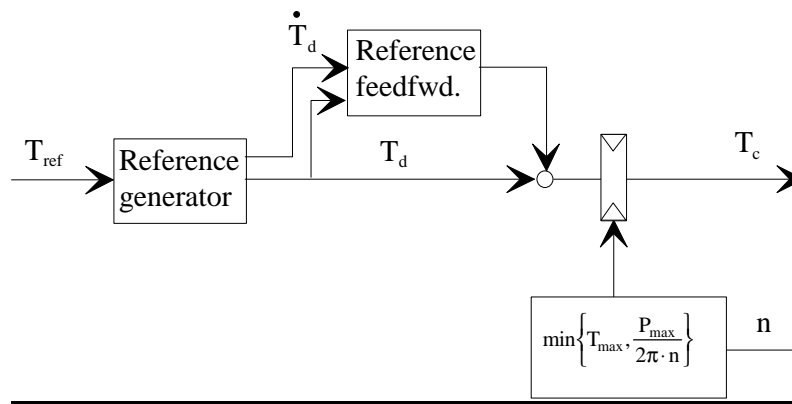 Ṫd
Reference
feedfwd.
Tref
Reference
generator
Td
Tc
min{Tmax, Pmax / 2π · n}
n